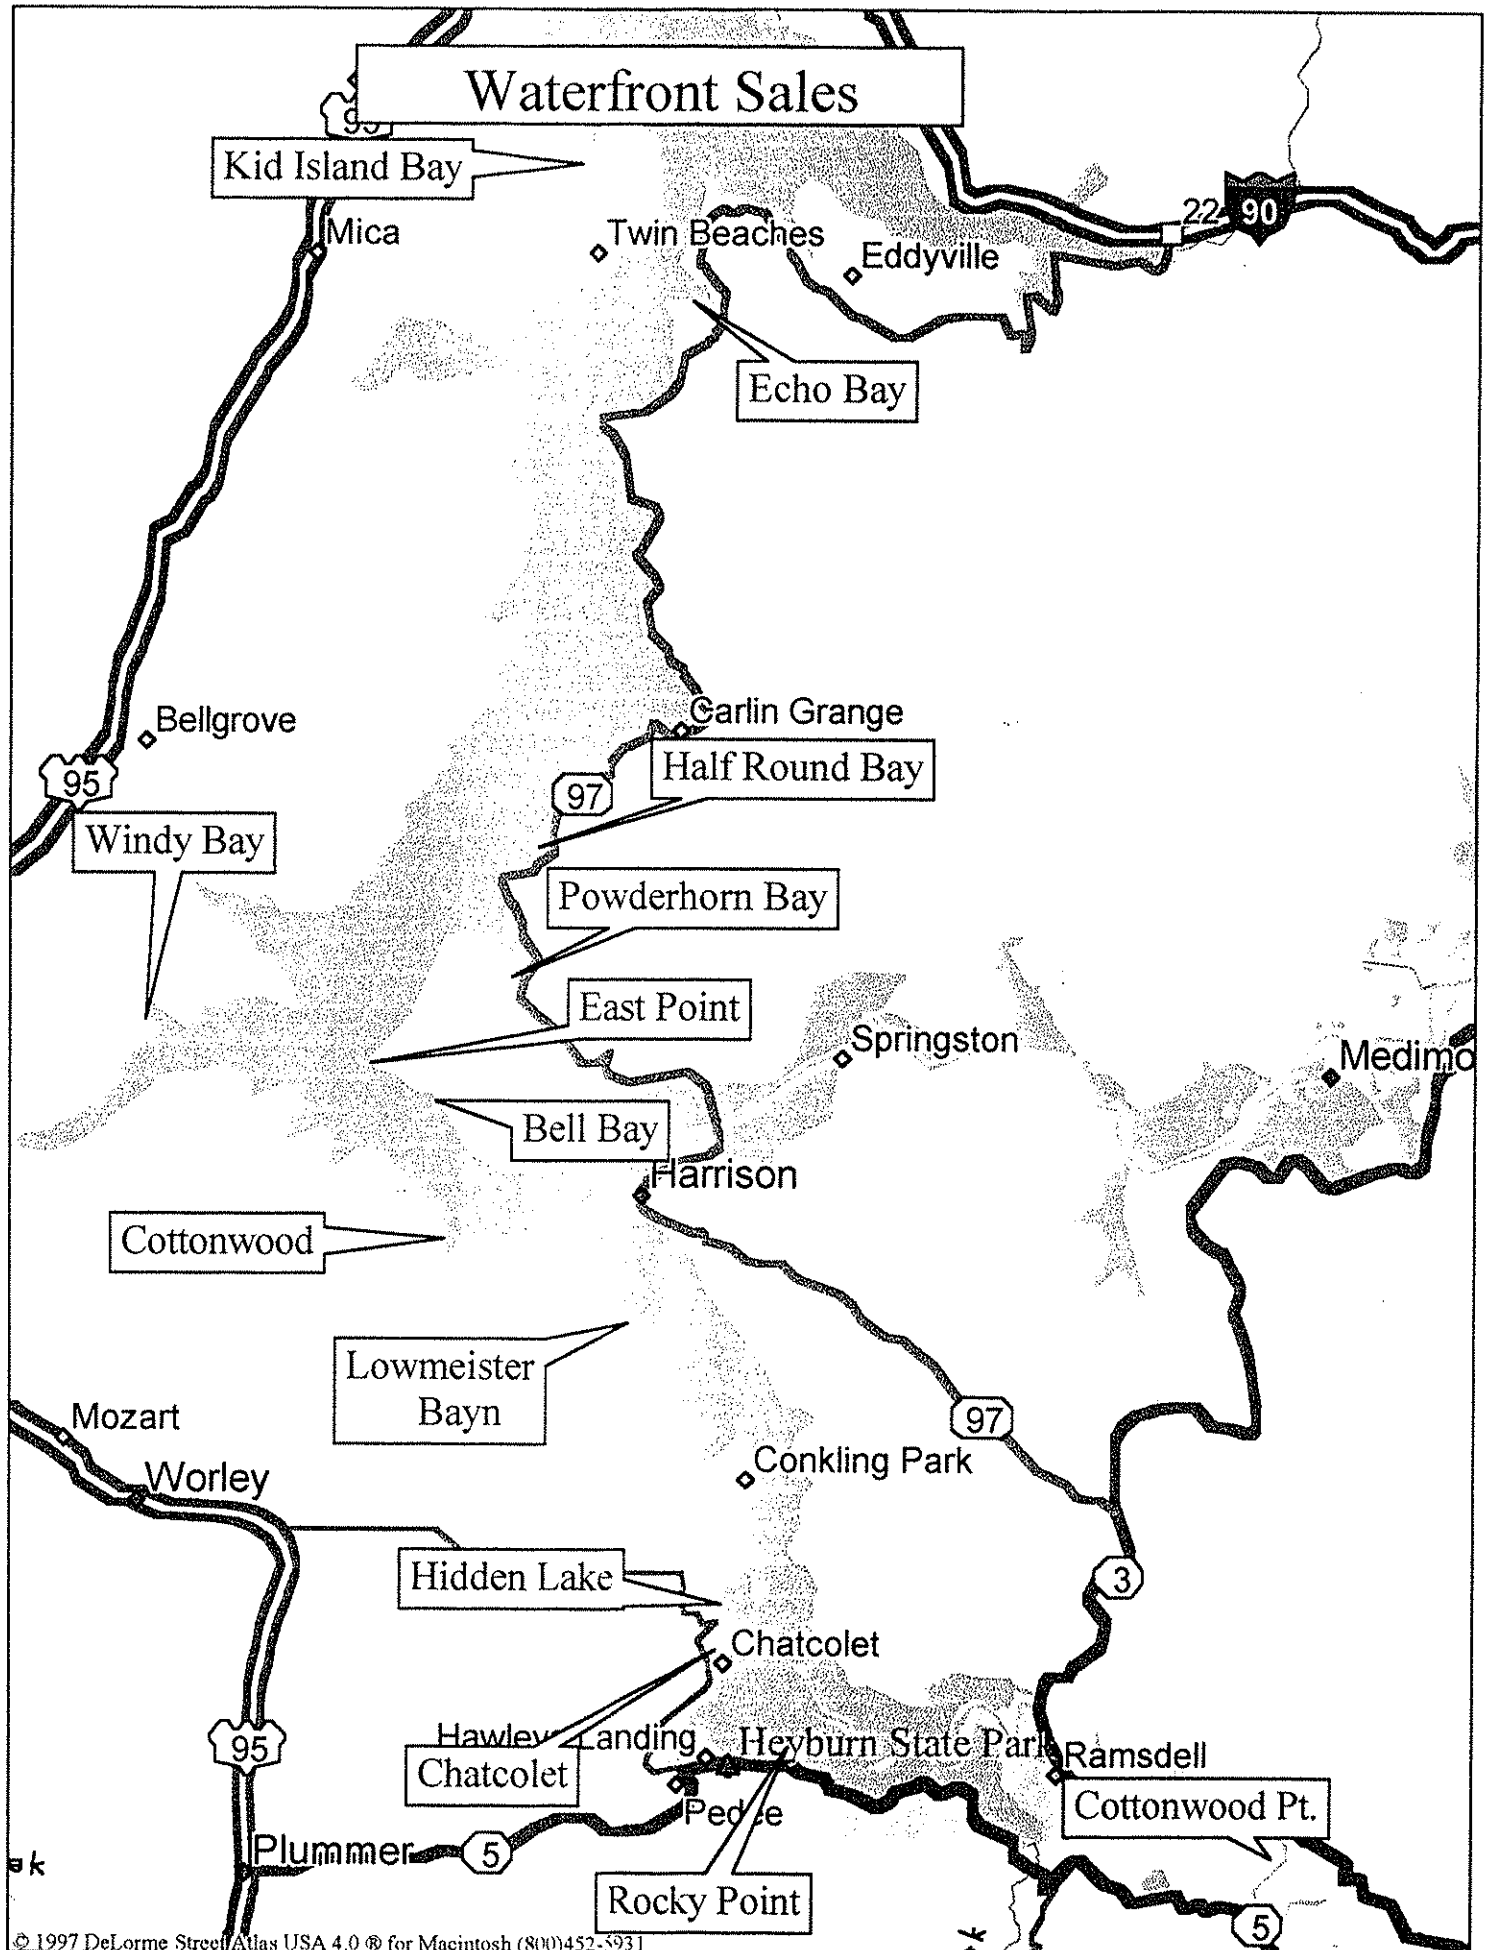 Waterfront Sales
95
Kid Island Bay
Mica
Twin Beaches
22
90
Eddyville
Echo Bay
Carlin Grange
Bellgrove
Half Round Bay
95
97
Windy Bay
Powderhorn Bay
East Point
Springston
Medimo
Bell Bay
Harrison
Cottonwood
Lowmeister
Bayn
Mozart
97
Conkling Park
Worley
Hidden Lake
3
Chatcolet
95
Hawleys Landing
Heyburn State Park
Ramsdell
Chatcolet
Cottonwood Pt.
Pedee
Plummer
5
ak
Rocky Point
5
k
© 1997 DeLorme Street Atlas USA 4.0 ® for Macintosh (800)452-5931